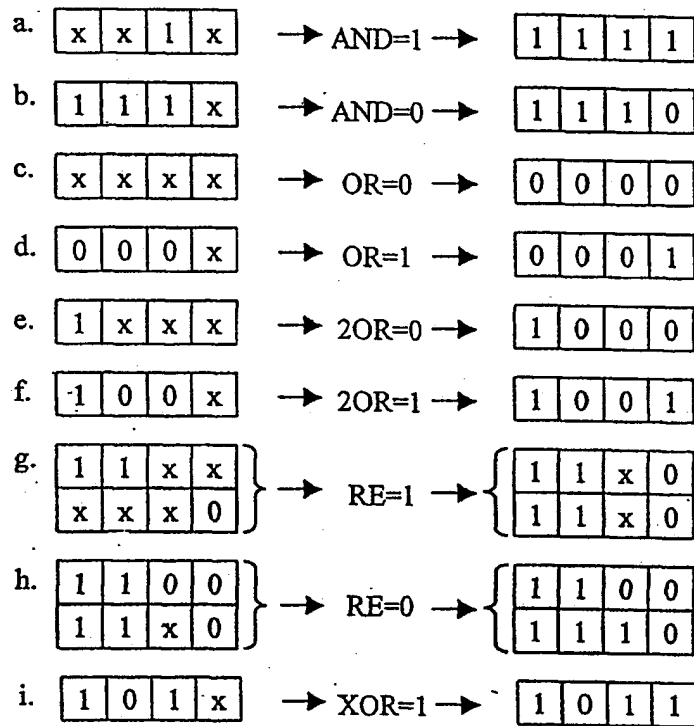 a. x x 1 x → AND=1 → 1 1 1 1
b. 1 1 1 x → AND=0 → 1 1 1 0
c. x x x x → OR=0 → 0 0 0 0
d. 0 0 0 x → OR=1 → 0 0 0 1
e. 1 x x x → 2OR=0 → 1 0 0 0
f. 1 0 0 x → 2OR=1 → 1 0 0 1
g. 1 1 x x 1 1 x 0
→ RE=1 →
x x x 0 1 1 x 0
h. 1 1 0 0 1 1 0 0
→ RE=0 →
1 1 x 0 1 1 1 0
i. 1 0 1 x → XOR=1 → 1 0 1 1